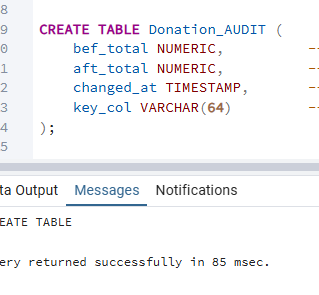 8
9 CREATE TABLE Donation_AUDIT (
0 bef_total NUMERIC, --
1 aft_total NUMERIC, --
2 changed_at TIMESTAMP, --
3 key_col VARCHAR(64) --
4 );
5
ta Output Messages Notifications
EATE TABLE
ery returned successfully in 85 msec.